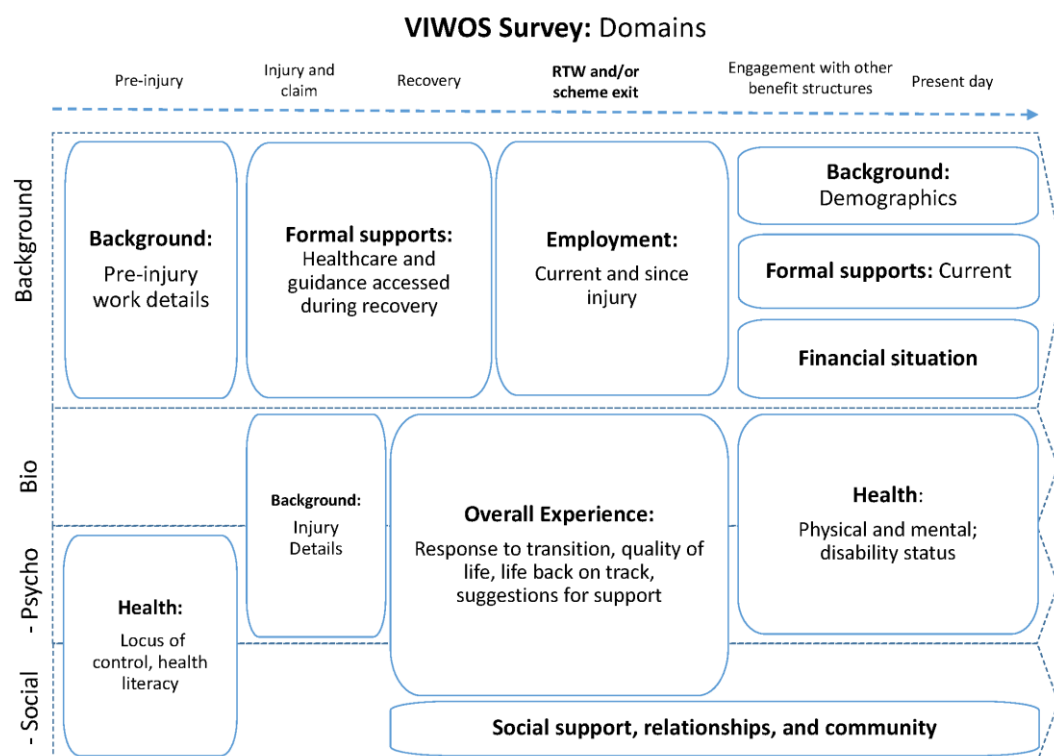 VIWOS Survey: Domains
Pre-injury
Injury and
claim
Recovery
RTW and/or
scheme exit
Engagement with other
benefit structures
Present day
Background
Background:
Pre-injury
work details
Formal supports:
Healthcare and
guidance accessed
during recovery
Employment:
Current and since
injury
Background:
Demographics
Formal supports: Current
Financial situation
Bio
- Psycho
- Social
Background:
Injury
Details
Overall Experience:
Response to transition, quality of
life, life back on track,
suggestions for support
Health:
Physical and mental;
disability status
Health:
Locus of
control, health
literacy
Social support, relationships, and community